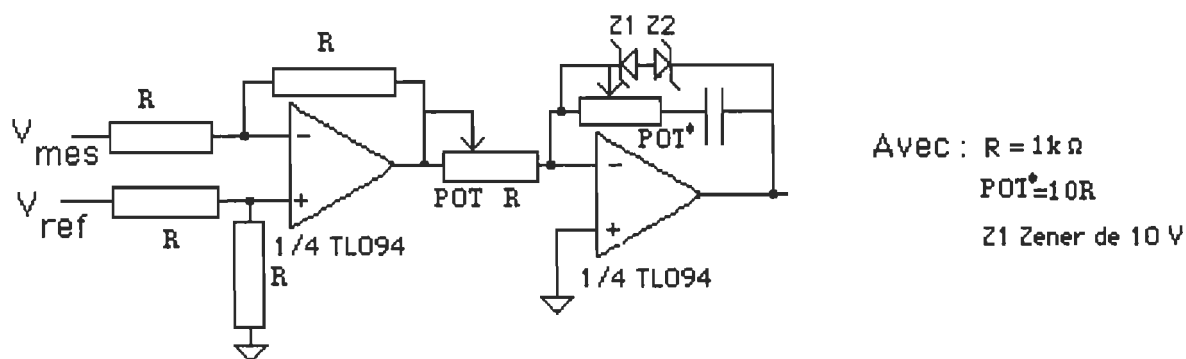 Z1 Z2
R
R
V mes
−
+
POT R
POT*
1/4 TL094
V ref
R
R
−
+
1/4 TL094
Avec : R = 1kΩ
POT*=10R
Z1 Zener de 10 V